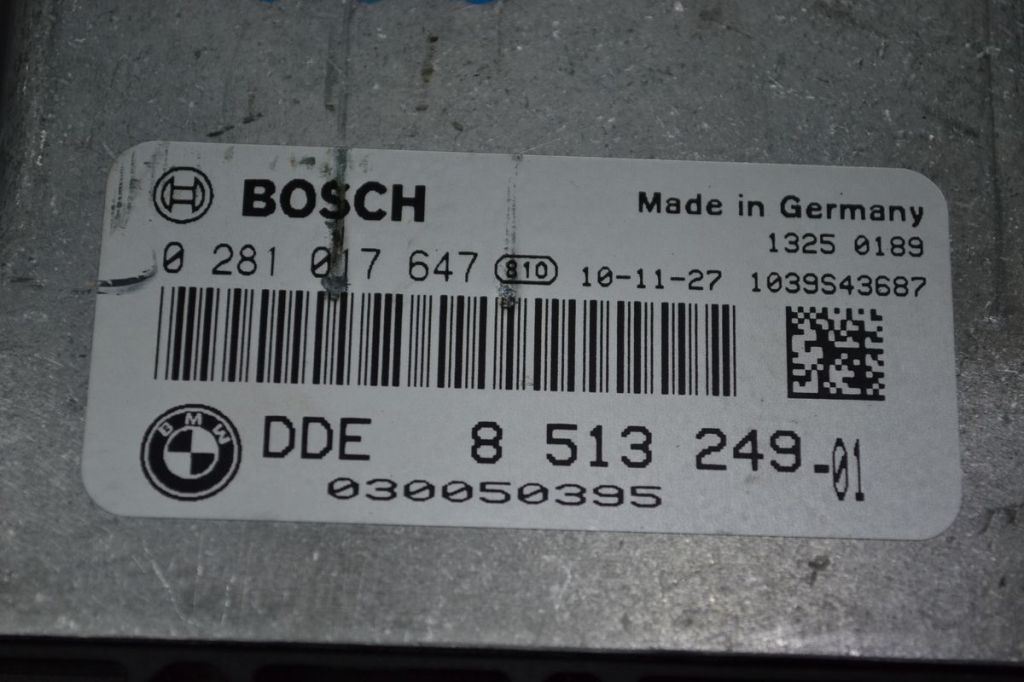 BOSCH
Made in Germany
1325 0189
0 281 017 647 810 10-11-27 1039S43687
BMW
DDE 8 513 249-01
030050395